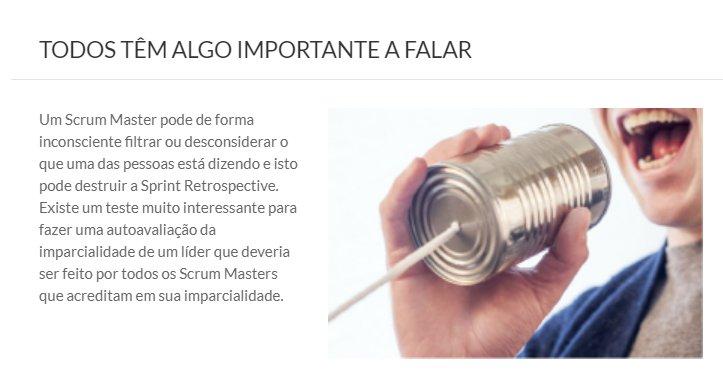 TODOS TÊM ALGO IMPORTANTE A FALAR
Um Scrum Master pode de forma
inconsciente filtrar ou desconsiderar o
que uma das pessoas está dizendo e isto
pode destruir a Sprint Retrospective.
Existe um teste muito interessante para
fazer uma autoavaliação da
imparcialidade de um líder que deveria
ser feito por todos os Scrum Masters
que acreditam em sua imparcialidade.